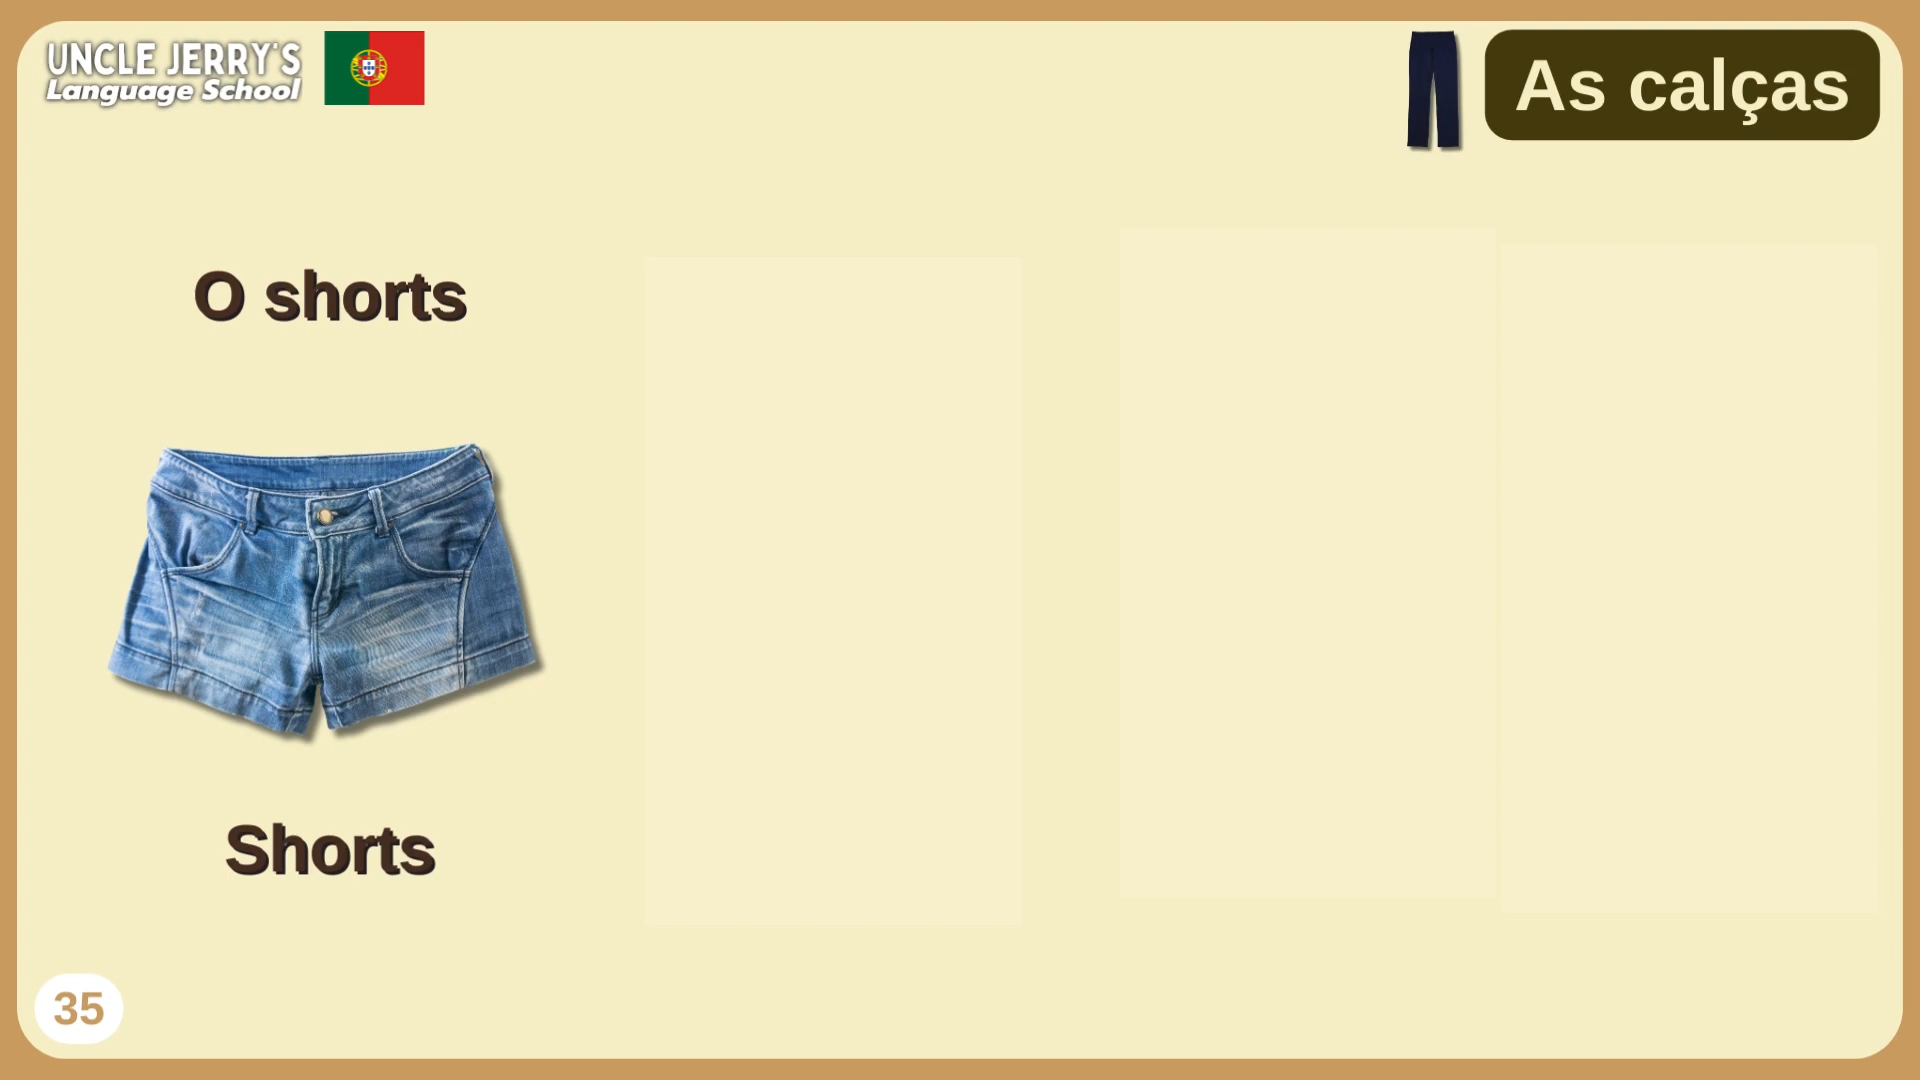 UNCLE JERRY'S
Language School
As calças
O shorts
Shorts
35